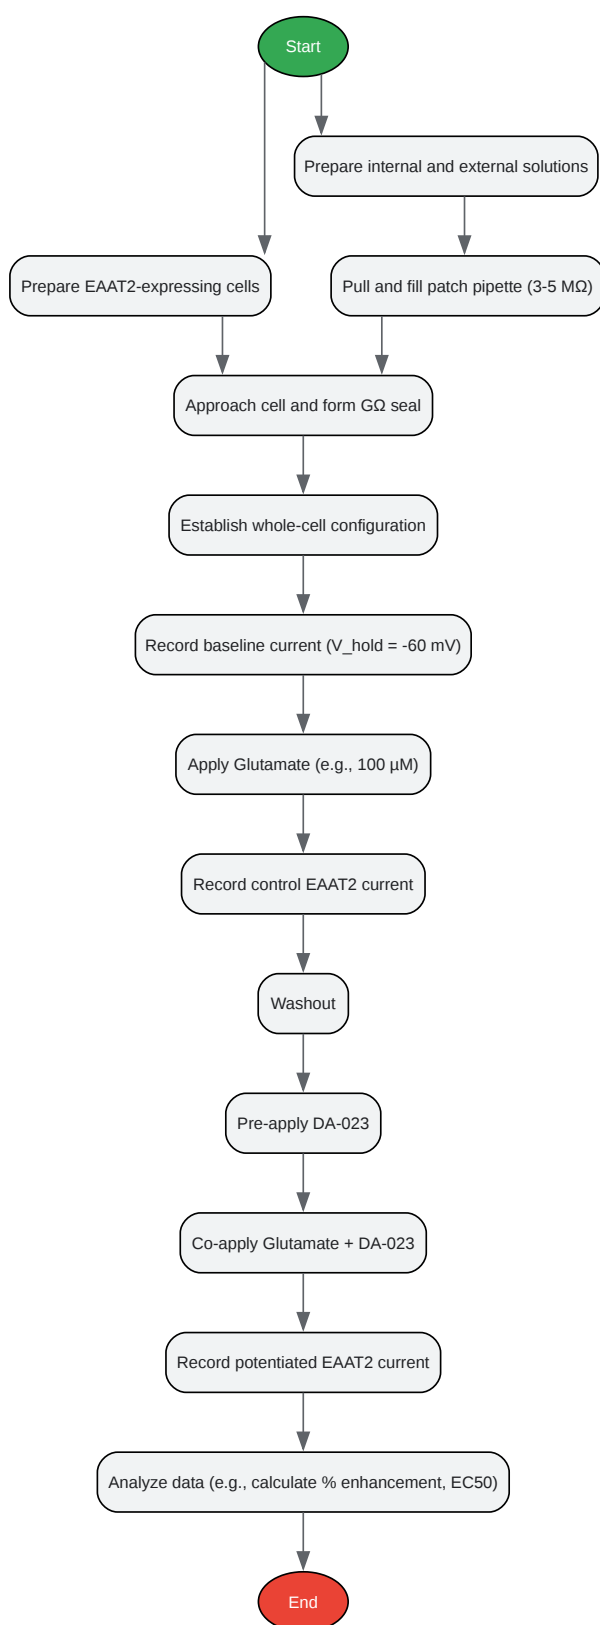 Start
Prepare internal and external solutions
Prepare EAAT2-expressing cells
Pull and fill patch pipette (3-5 MΩ)
Approach cell and form GΩ seal
Establish whole-cell configuration
Record baseline current (V_hold = -60 mV)
Apply Glutamate (e.g., 100 µM)
Record control EAAT2 current
Washout
Pre-apply DA-023
Co-apply Glutamate + DA-023
Record potentiated EAAT2 current
Analyze data (e.g., calculate % enhancement, EC50)
End